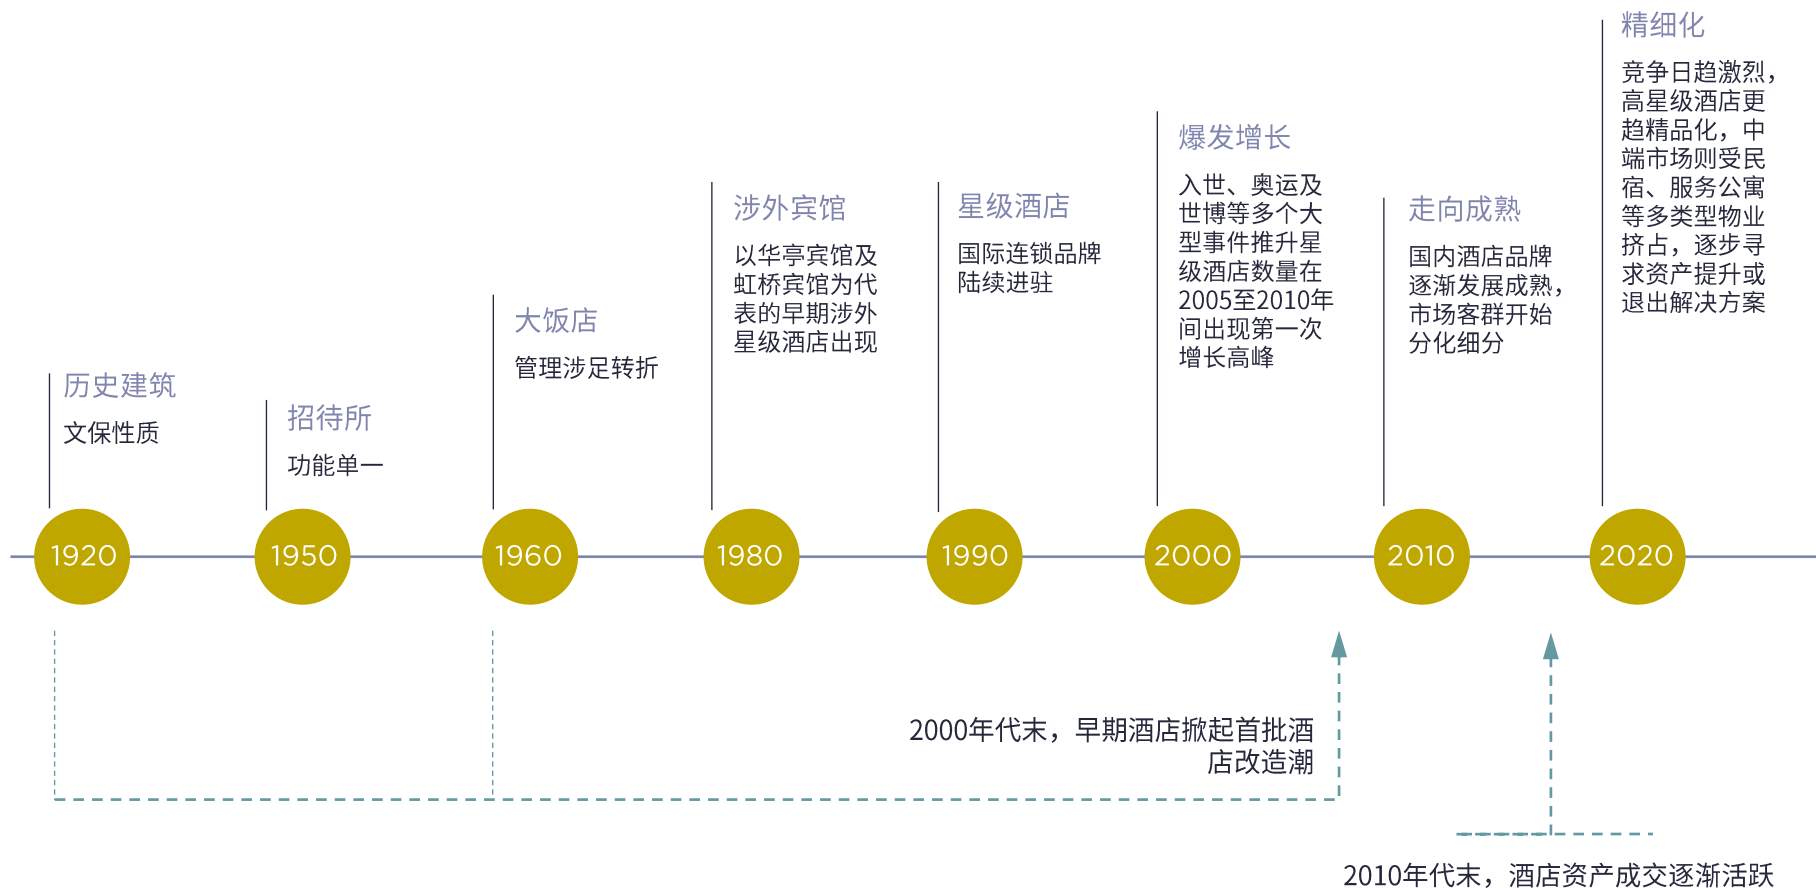 历史建筑
文保性质
招待所
功能单一
大饭店
管理涉足转折
涉外宾馆
以华亭宾馆及
虹桥宾馆为代
表的早期涉外
星级酒店出现
星级酒店
国际连锁品牌
陆续进驻
爆发增长
入世、奥运及
世博等多个大
型事件推升星
级酒店数量在
2005至2010年
间出现第一次
增长高峰
走向成熟
国内酒店品牌
逐渐发展成熟，
市场客群开始
分化细分
精细化
竞争日趋激烈，
高星级酒店更
趋精品化，中
端市场则受民
宿、服务公寓
等多类型物业
挤占，逐步寻
求资产提升或
退出解决方案
1920
1950
1960
1980
1990
2000
2010
2020
2000年代末，早期酒店掀起首批酒
店改造潮
2010年代末，酒店资产成交逐渐活跃